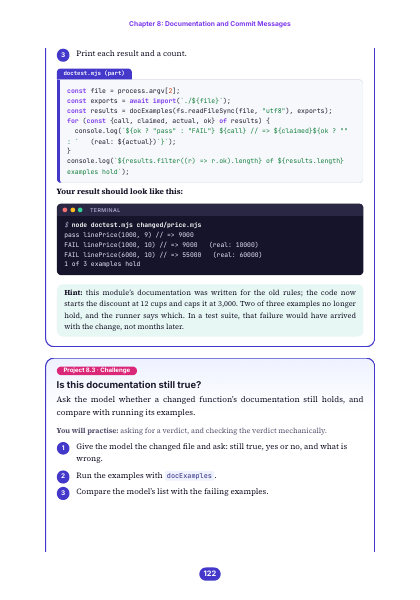 Chapter 8: Documentation and Commit Messages
3 Print each result and a count.
doctest.mjs (part)
const file = process.argv[2];
const exports = await import(`./${file}`);
const results = docExamples(fs.readFileSync(file, "utf8"), exports);
for (const {call, claimed, actual, ok} of results) {
  console.log(`${ok ? "pass" : "FAIL"} ${call} // => ${claimed}${ok ? ""
: `   (real: ${actual})`}`);
}
console.log(`${results.filter((r) => r.ok).length} of ${results.length}
examples hold`);
Your result should look like this:
TERMINAL
$ node doctest.mjs changed/price.mjs
pass linePrice(1000, 9) // => 9000
FAIL linePrice(1000, 10) // => 9000   (real: 10000)
FAIL linePrice(6000, 10) // => 55000   (real: 60000)
1 of 3 examples hold
Hint: this module's documentation was written for the old rules; the code now
starts the discount at 12 cups and caps it at 3,000. Two of three examples no longer
hold, and the runner says which. In a test suite, that failure would have arrived
with the change, not months later.
Project 8.3 · Challenge
Is this documentation still true?
Ask the model whether a changed function's documentation still holds, and
compare with running its examples.
You will practise: asking for a verdict, and checking the verdict mechanically.
1 Give the model the changed file and ask: still true, yes or no, and what is
wrong.
2 Run the examples with docExamples.
3 Compare the model's list with the failing examples.
122